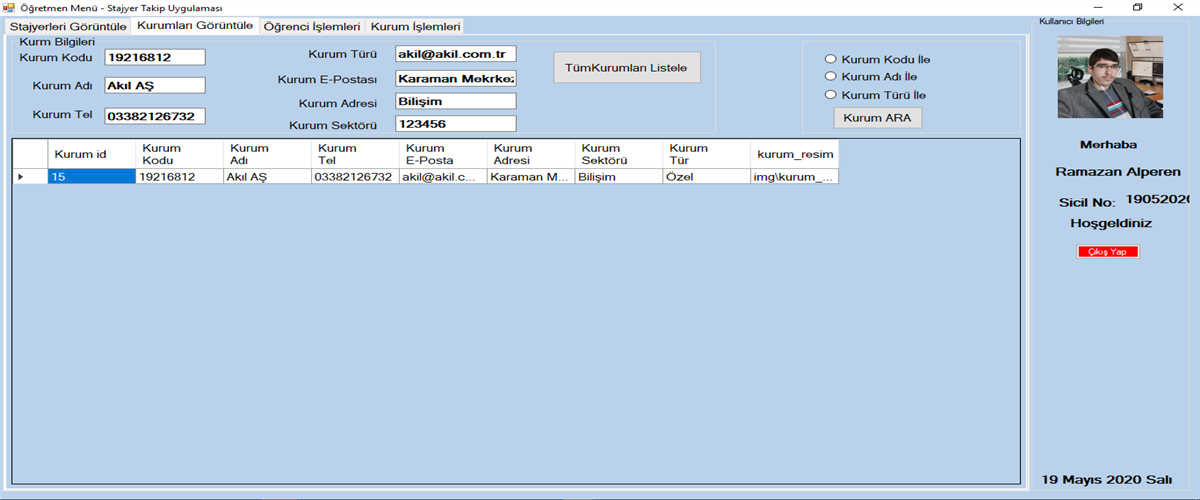 Öğretmen Menü - Stajyer Takip Uygulaması
Stajyerleri Görüntüle Kurumları Görüntüle Öğrenci İşlemleri Kurum İşlemleri
Kurm Bilgileri
Kurum Kodu 19216812
Kurum Adı Akıl AŞ
Kurum Tel 03382126732
Kurum Türü akil@akil.com.tr
Kurum E-Postası Karaman Mekrkez
Kurum Adresi Bilişim
Kurum Sektörü 123456
TümKurumları Listele
Kurum Kodu İle
Kurum Adı İle
Kurum Türü İle
Kurum ARA
Kurum id Kurum Kodu Kurum Adı Kurum Tel Kurum E-Posta Kurum Adresi Kurum Sektörü Kurum Tür kurum_resim
15 19216812 Akıl AŞ 03382126732 akil@akil.c... Karaman M... Bilişim Özel img\kurum_...
Kullanıcı Bilgileri
Merhaba
Ramazan Alperen
Sicil No: 1905202
Hoşgeldiniz
Çıkış Yap
19 Mayıs 2020 Salı